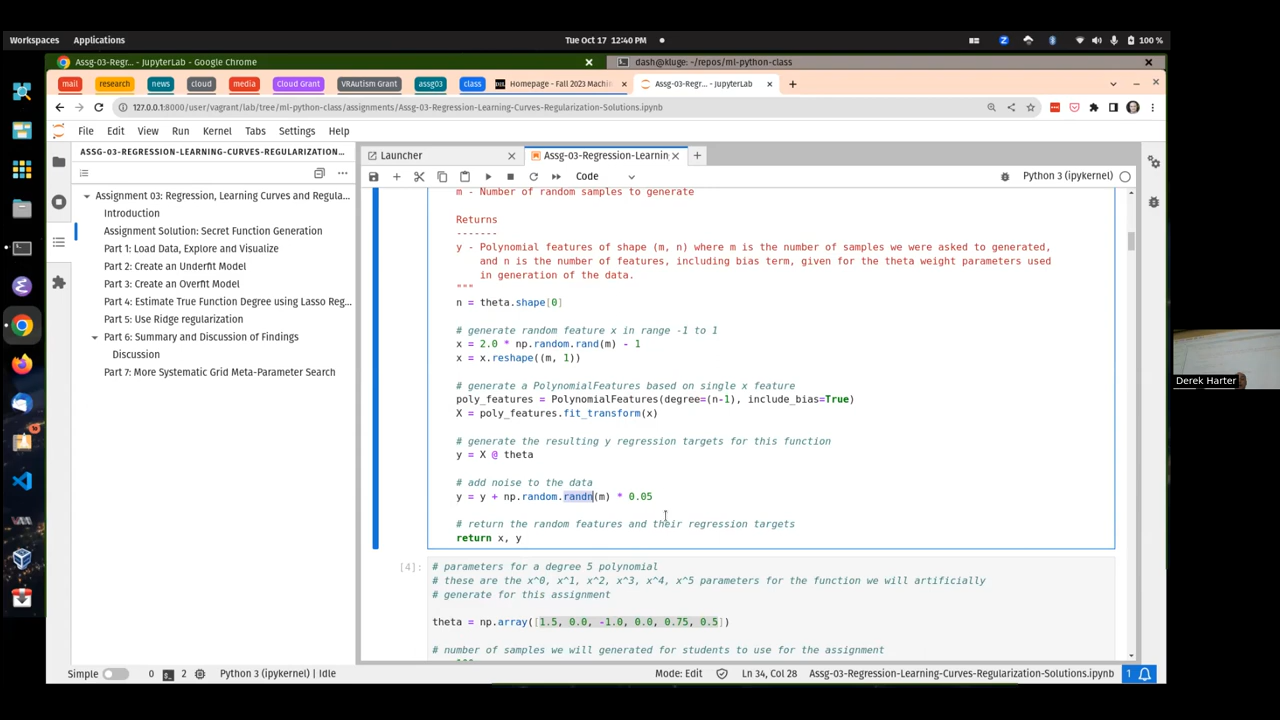 Workspaces Applications Tue Oct 17 12:40 PM 100 %
Assg-03-Regr... - JupyterLab - Google Chrome dash@kluge: ~/repos/ml-python-class
mail research news cloud media Cloud Grant VRAutism Grant assg03 class Homepage - Fall 2023 Machin Assg-03-Regr... - JupyterLab
127.0.0.1:8000/user/vagrant/lab/tree/ml-python-class/assignments/Assg-03-Regression-Learning-Curves-Regularization-Solutions.ipynb
File Edit View Run Kernel Tabs Settings Help
ASSG-03-REGRESSION-LEARNING-CURVES-REGULARIZATION...
Assignment 03: Regression, Learning Curves and Regula...
Introduction
Assignment Solution: Secret Function Generation
Part 1: Load Data, Explore and Visualize
Part 2: Create an Underfit Model
Part 3: Create an Overfit Model
Part 4: Estimate True Function Degree using Lasso Reg...
Part 5: Use Ridge regularization
Part 6: Summary and Discussion of Findings
Discussion
Part 7: More Systematic Grid Meta-Parameter Search
Launcher Assg-03-Regression-Learnin
Code Python 3 (ipykernel)
m - Number of random samples to generate
Returns
-------
y - Polynomial features of shape (m, n) where m is the number of samples we were asked to generated,
and n is the number of features, including bias term, given for the theta weight parameters used
in generation of the data.
"""
n = theta.shape[0]
# generate random feature x in range -1 to 1
x = 2.0 * np.random.rand(m) - 1
x = x.reshape((m, 1))
# generate a PolynomialFeatures based on single x feature
poly_features = PolynomialFeatures(degree=(n-1), include_bias=True)
X = poly_features.fit_transform(x)
# generate the resulting y regression targets for this function
y = X @ theta
# add noise to the data
y = y + np.random.randn(m) * 0.05
# return the random features and their regression targets
return x, y
[4]:
# parameters for a degree 5 polynomial
# these are the x^0, x^1, x^2, x^3, x^4, x^5 parameters for the function we will artificially
# generate for this assignment
theta = np.array([1.5, 0.0, -1.0, 0.0, 0.75, 0.5])
# number of samples we will generated for students to use for the assignment
Simple 0 2 Python 3 (ipykernel) | Idle Mode: Edit Ln 34, Col 28 Assg-03-Regression-Learning-Curves-Regularization-Solutions.ipynb 1
Derek Harter